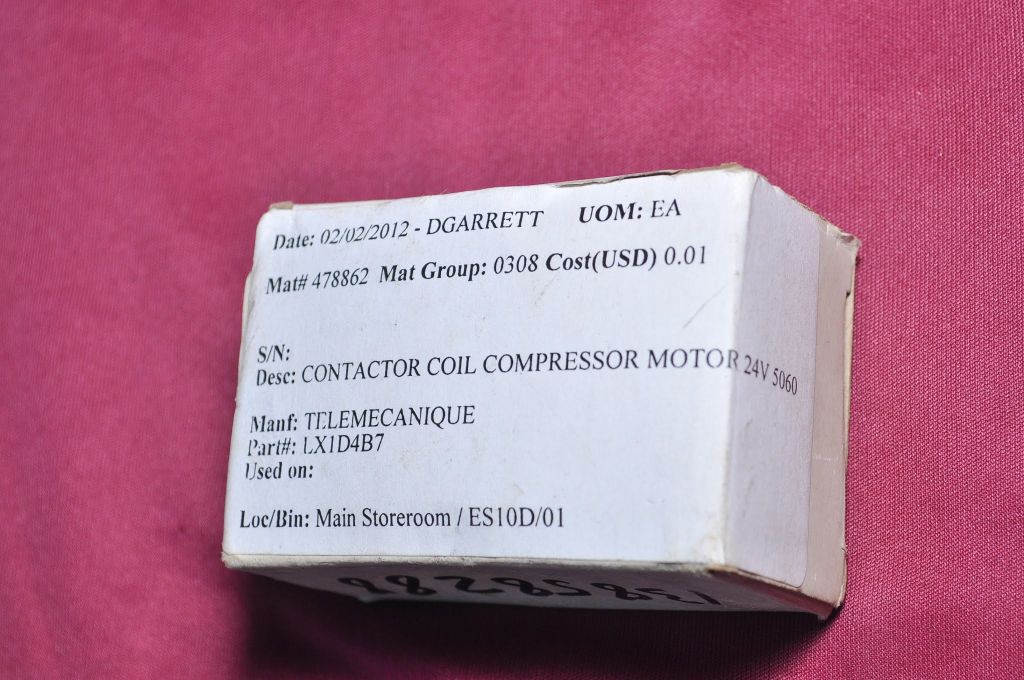 Date: 02/02/2012 - DGARRETT UOM: EA
Mat# 478862 Mat Group: 0308 Cost(USD) 0.01
S/N:
Desc: CONTACTOR COIL COMPRESSOR MOTOR 24V 5060
Manf: TELEMECANIQUE
Part#: LX1D4B7
Used on:
Loc/Bin: Main Storeroom / ES10D/01